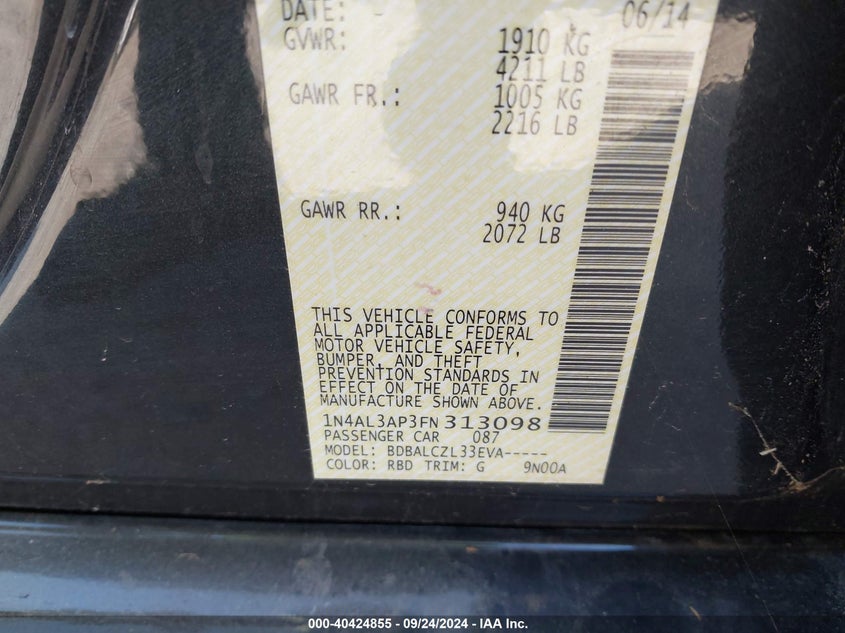 DATE: 06/14
GVWR: 1910 KG
4211 LB
GAWR FR.: 1005 KG
2216 LB
GAWR RR.: 940 KG
2072 LB
THIS VEHICLE CONFORMS TO
ALL APPLICABLE FEDERAL
MOTOR VEHICLE SAFETY,
BUMPER, AND THEFT
PREVENTION STANDARDS IN
EFFECT ON THE DATE OF
MANUFACTURE SHOWN ABOVE.
1N4AL3AP3FN313098
PASSENGER CAR 087
MODEL: BDBALCZL33EVA-----
COLOR: RBD TRIM: G 9N00A
000-40424855 - 09/24/2024 - IAA Inc.